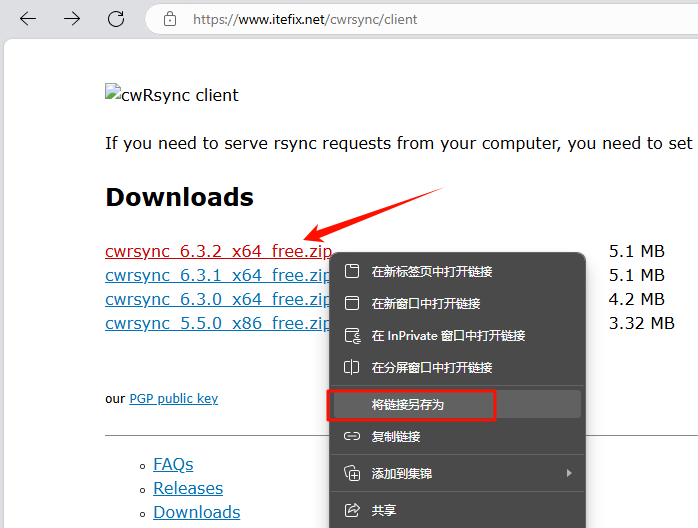 https://www.itefix.net/cwrsync/client
cwRsync client
If you need to serve rsync requests from your computer, you need to set
Downloads
cwrsync_6.3.2_x64_free.zip 5.1 MB
cwrsync_6.3.1_x64_free.zip 5.1 MB
cwrsync_6.3.0_x64_free.zip 4.2 MB
cwrsync_5.5.0_x86_free.zip 3.32 MB
在新标签页中打开链接
在新窗口中打开链接
在 InPrivate 窗口中打开链接
在分屏窗口中打开链接
将链接另存为
复制链接
添加到集锦
共享
our PGP public key
FAQs
Releases
Downloads